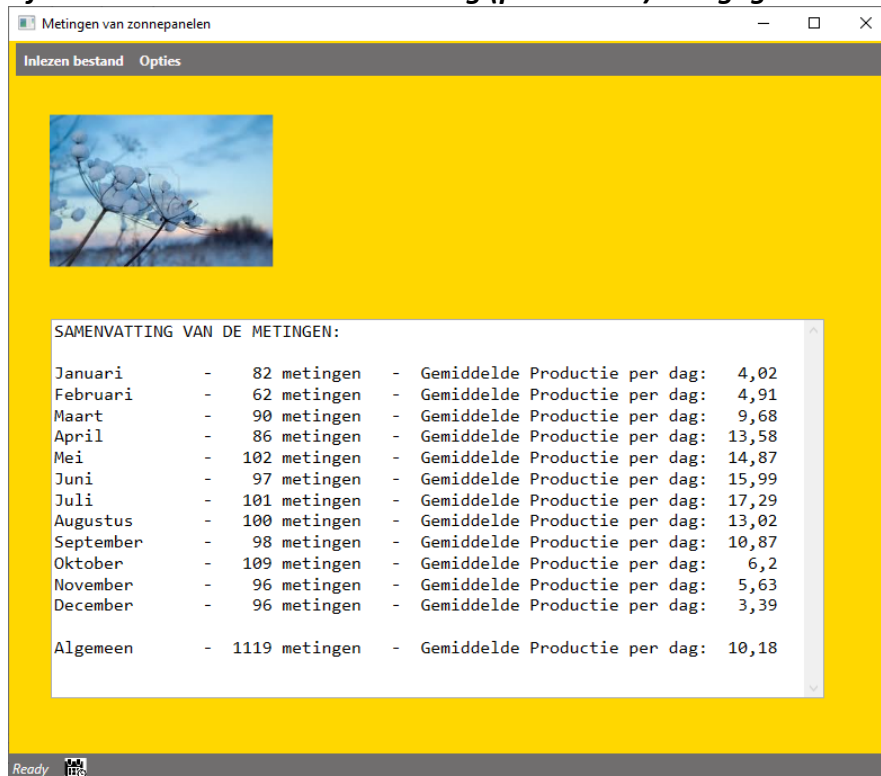 Metingen van zonnepanelen
Inlezen bestand Opties
SAMENVATTING VAN DE METINGEN:
Januari - 82 metingen - Gemiddelde Productie per dag: 4,02
Februari - 62 metingen - Gemiddelde Productie per dag: 4,91
Maart - 90 metingen - Gemiddelde Productie per dag: 9,68
April - 86 metingen - Gemiddelde Productie per dag: 13,58
Mei - 102 metingen - Gemiddelde Productie per dag: 14,87
Juni - 97 metingen - Gemiddelde Productie per dag: 15,99
Juli - 101 metingen - Gemiddelde Productie per dag: 17,29
Augustus - 100 metingen - Gemiddelde Productie per dag: 13,02
September - 98 metingen - Gemiddelde Productie per dag: 10,87
Oktober - 109 metingen - Gemiddelde Productie per dag: 6,2
November - 96 metingen - Gemiddelde Productie per dag: 5,63
December - 96 metingen - Gemiddelde Productie per dag: 3,39
Algemeen - 1119 metingen - Gemiddelde Productie per dag: 10,18
Ready